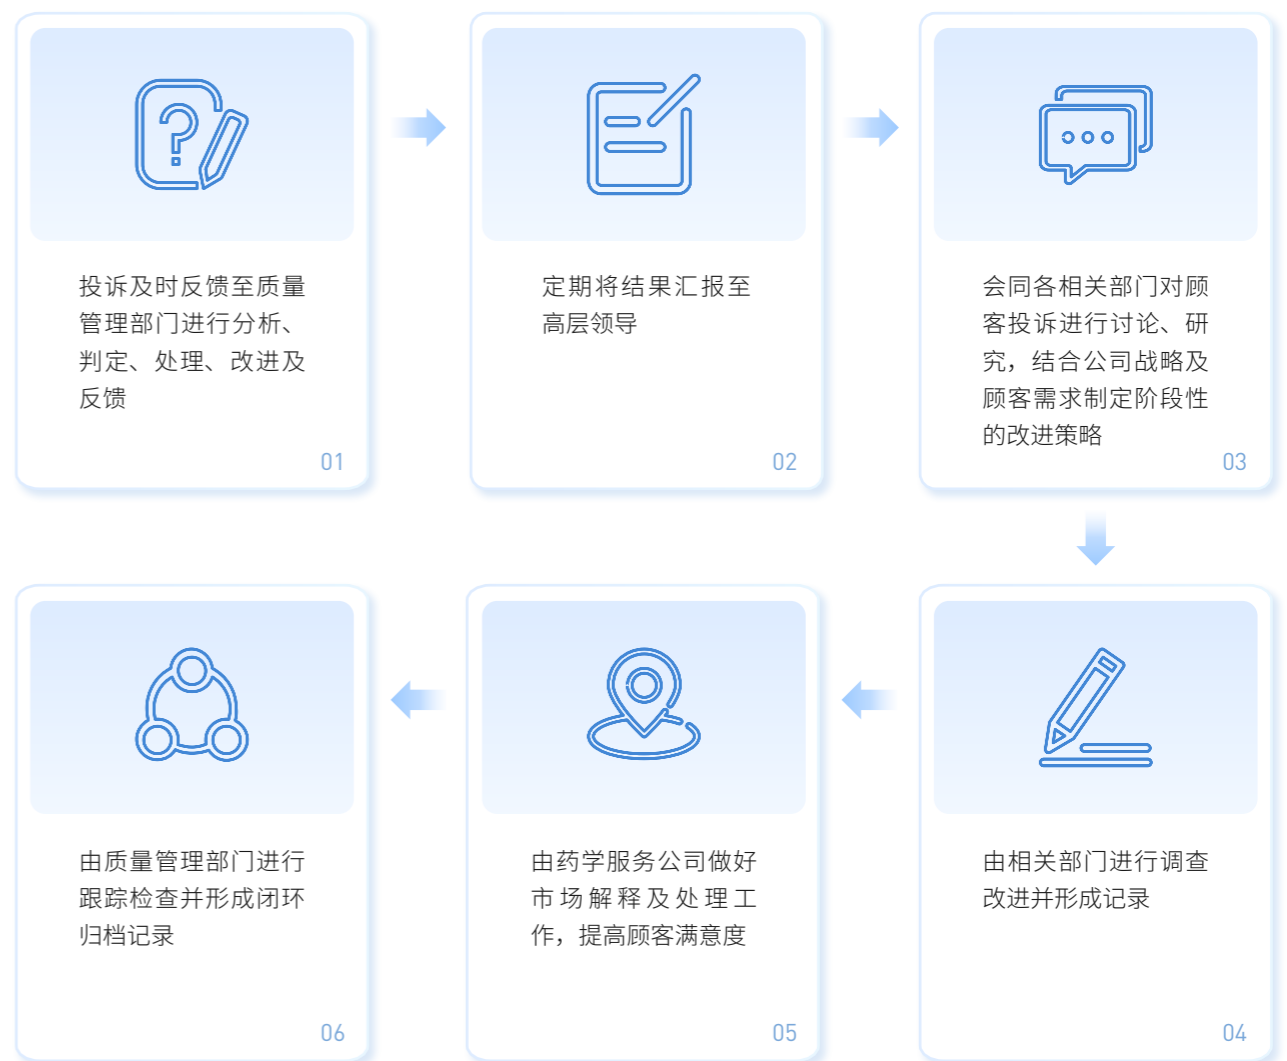 投诉及时反馈至质量
管理部门进行分析、
判定、处理、改进及
反馈
01
定期将结果汇报至
高层领导
02
会同各相关部门对顾
客投诉进行讨论、研
究，结合公司战略及
顾客需求制定阶段性
的改进策略
03
由相关部门进行调查
改进并形成记录
04
由药学服务公司做好
市场解释及处理工
作，提高顾客满意度
05
由质量管理部门进行
跟踪检查并形成闭环
归档记录
06